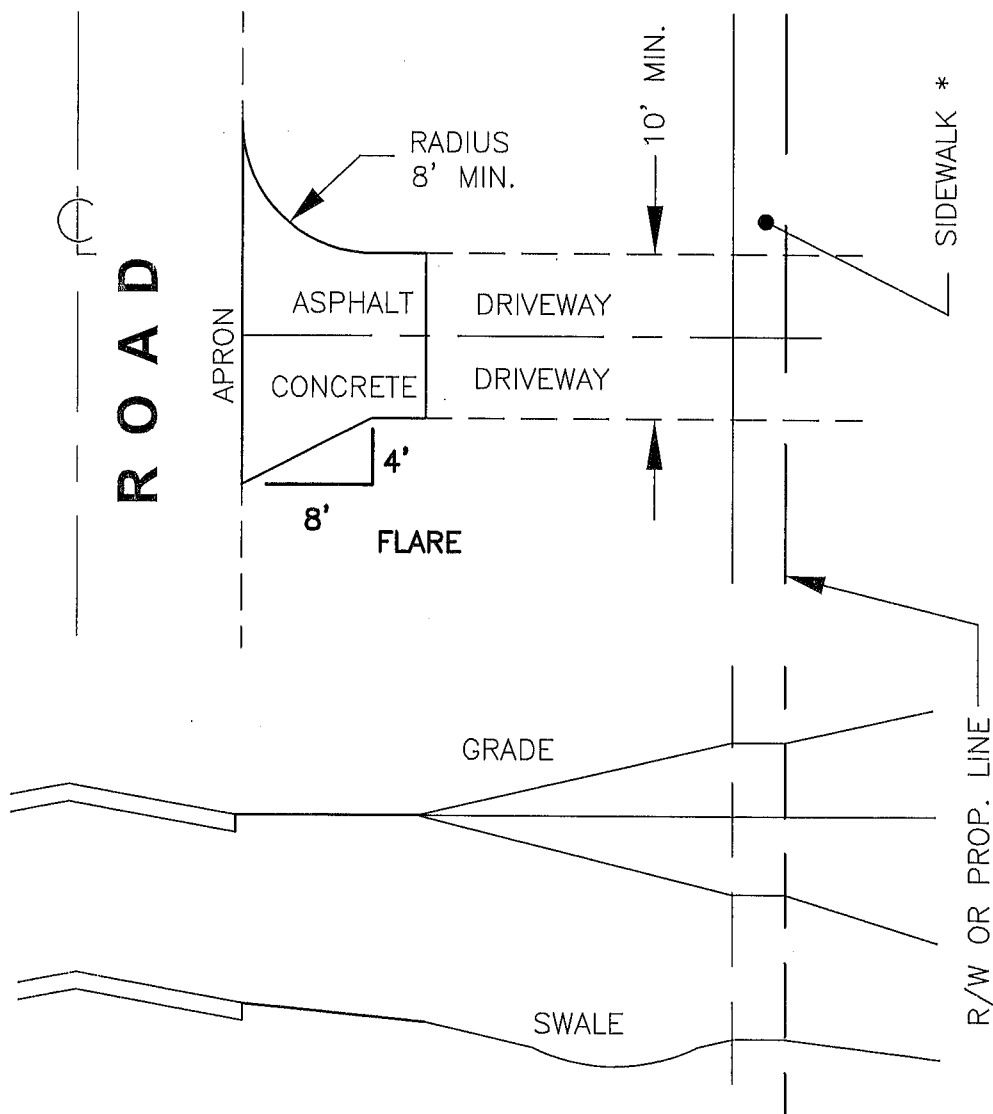 10' MIN.
RADIUS
8' MIN.
SIDEWALK *
℄
ROAD
APRON
ASPHALT
DRIVEWAY
CONCRETE
DRIVEWAY
4'
8'
FLARE
GRADE
R/W OR PROP. LINE
SWALE